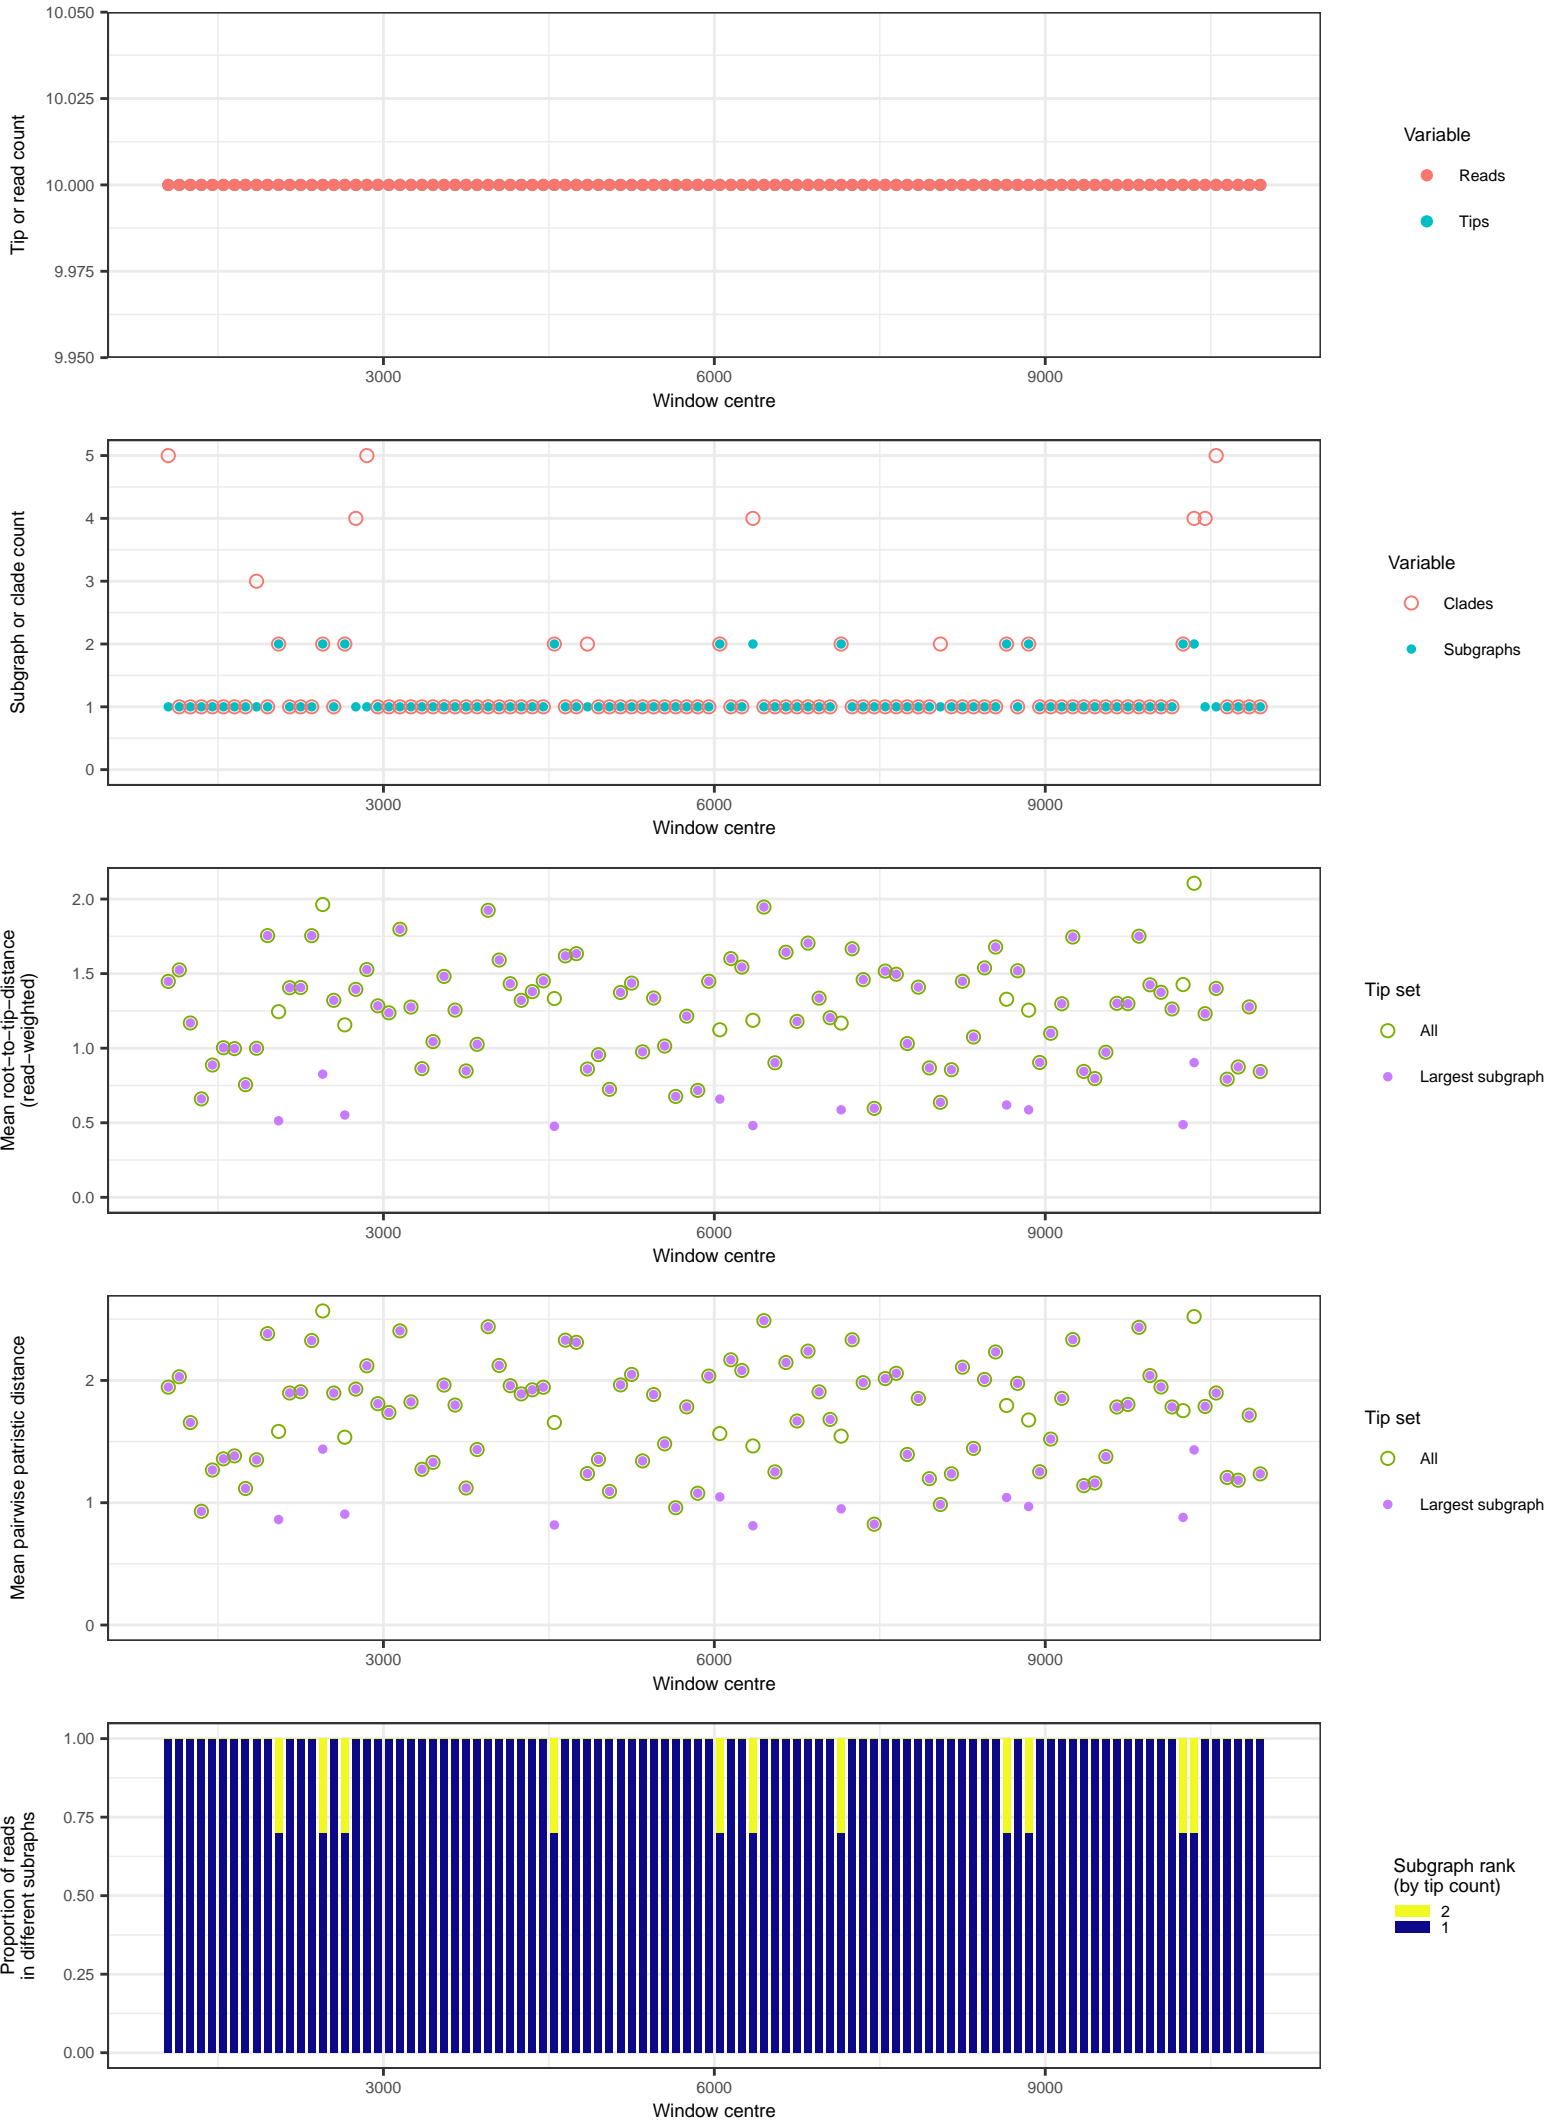 10.050
10.025
10.000
9.975
9.950
Tip or read count
3000
6000
9000
Window centre
Variable
Reads
Tips
5
4
3
2
1
0
Subgraph or clade count
3000
6000
9000
Window centre
Variable
Clades
Subgraphs
2.0
1.5
1.0
0.5
0.0
Mean root−to−tip−distance
(read−weighted)
3000
6000
9000
Window centre
Tip set
All
Largest subgraph
2
1
0
Mean pairwise patristic distance
3000
6000
9000
Window centre
Tip set
All
Largest subgraph
1.00
0.75
0.50
0.25
0.00
Proportion of reads
in different subraphs
3000
6000
9000
Window centre
Subgraph rank
(by tip count)
2
1